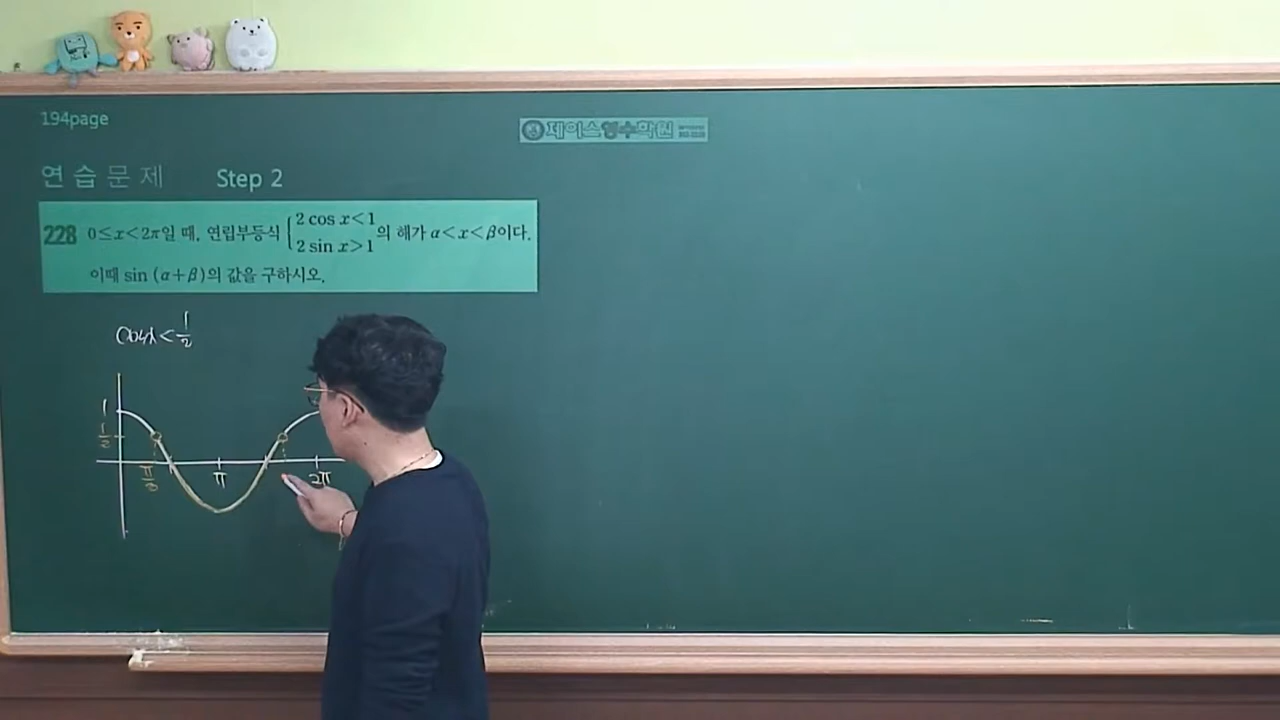 194page
제이스영수학원
연습문제 Step 2
228 0≤x<2π일 때, 연립부등식 { 2 cos x<1
2 sin x>1 의 해가 α<x<β이다.
이때 sin (α+β)의 값을 구하시오.
cosx < 1/2
1
1/2
π/3 π 2π